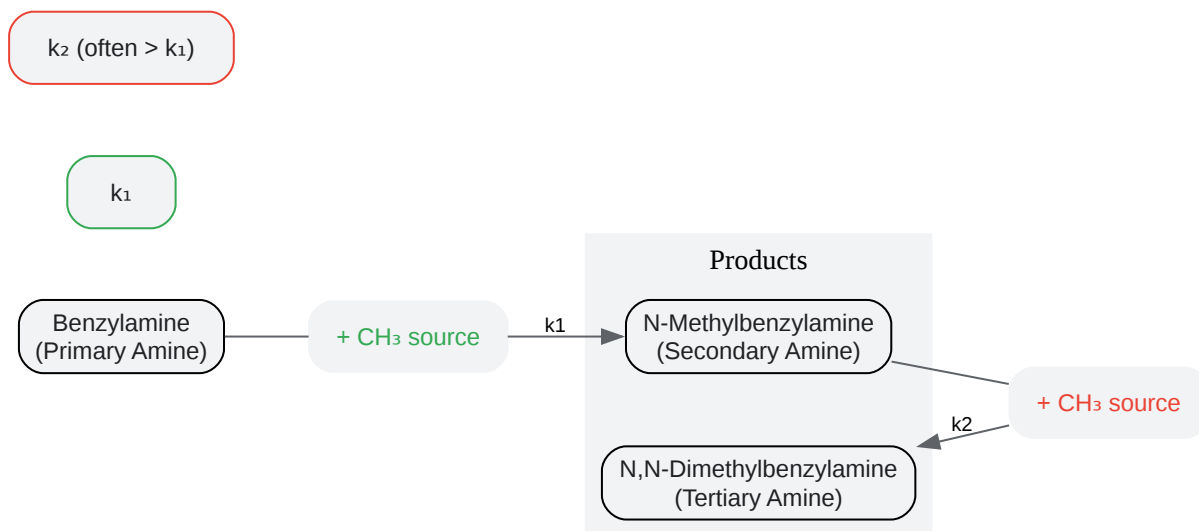 k₂ (often > k₁)
k₁
Products
Benzylamine
(Primary Amine)
+ CH₃ source
k1
N-Methylbenzylamine
(Secondary Amine)
+ CH₃ source
k2
N,N-Dimethylbenzylamine
(Tertiary Amine)